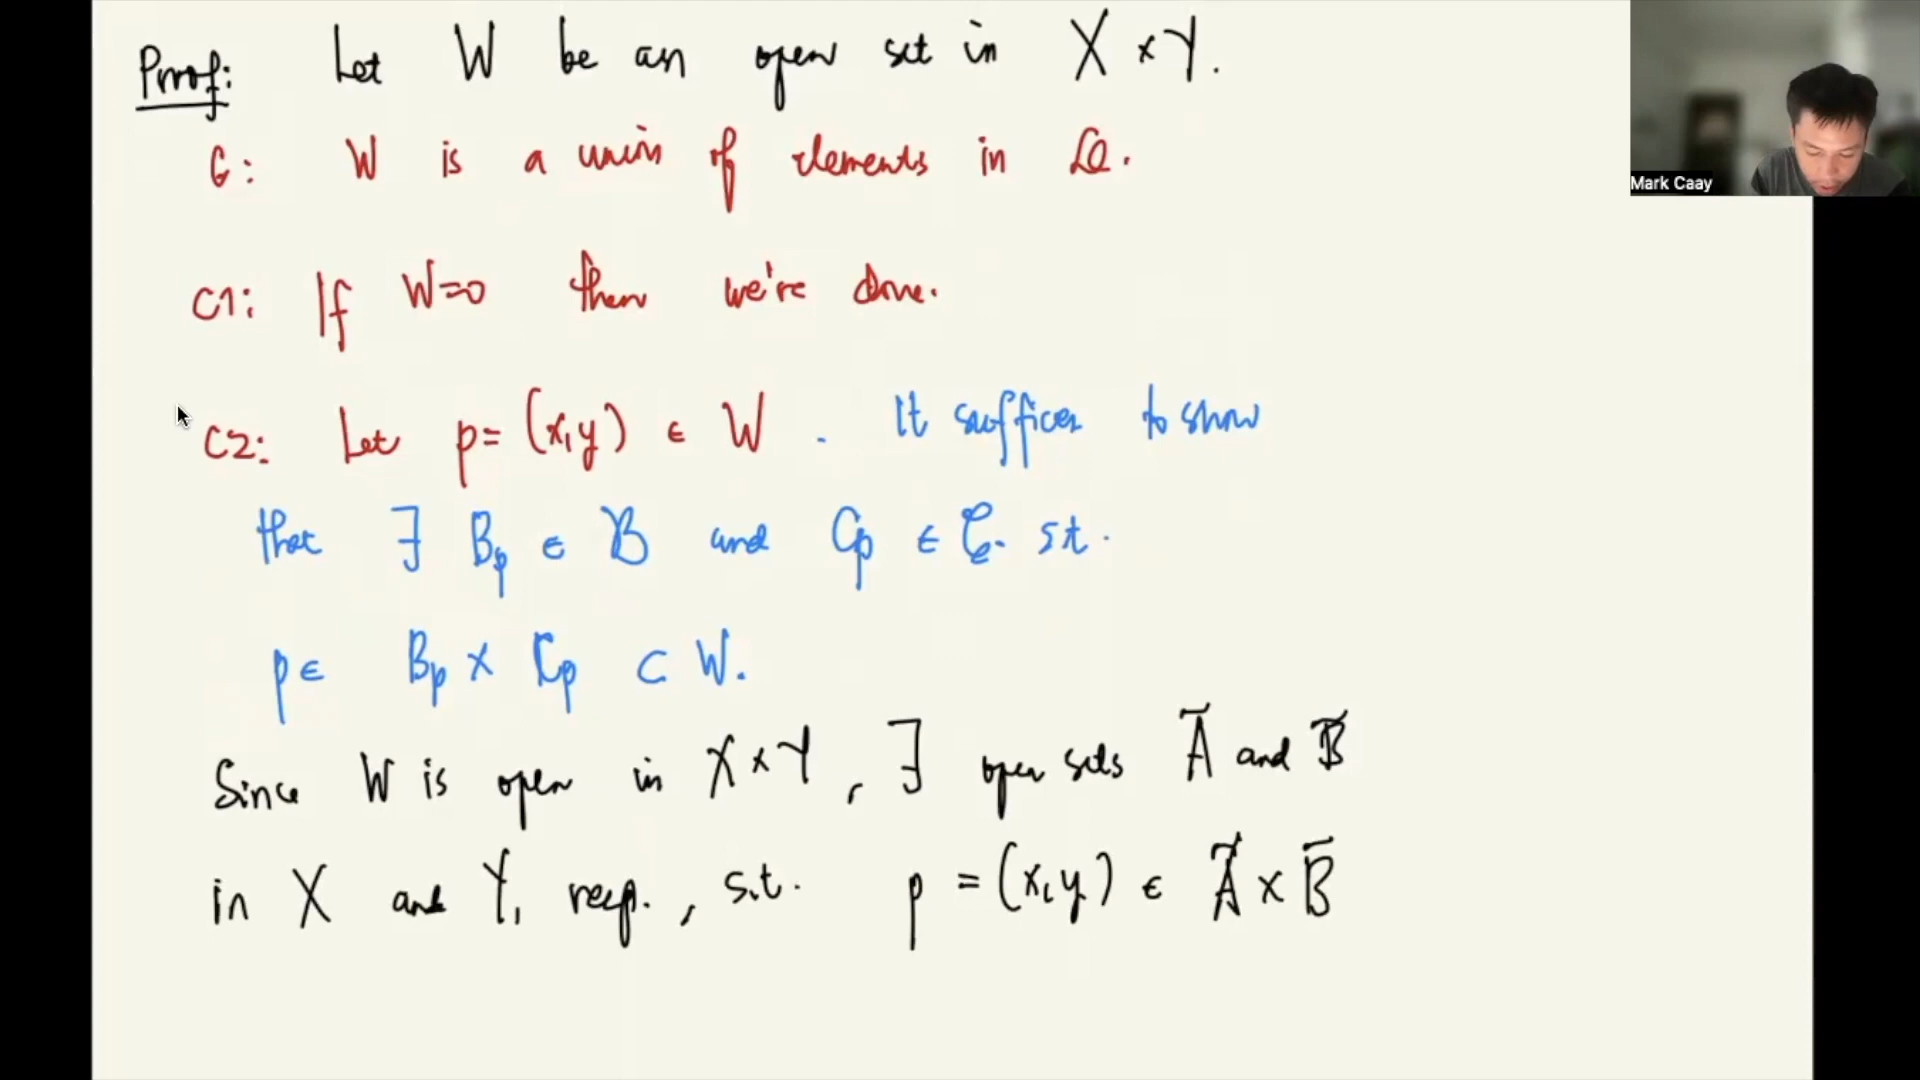 Proof: Let W be an open set in X × Y.
Mark Caay
G: W is a union of elements in 𝒟.
C1: If W=0 then we're done.
C2: Let p = (x,y) ∈ W. It suffices to show
that ∃ Bp ∈ ℬ and Cp ∈ 𝒞 s.t.
p ∈ Bp × Cp ⊂ W.
Since W is open in X × Y, ∃ open sets Ã and B̃
in X and Y, resp., s.t. p = (x,y) ∈ Ã × B̃